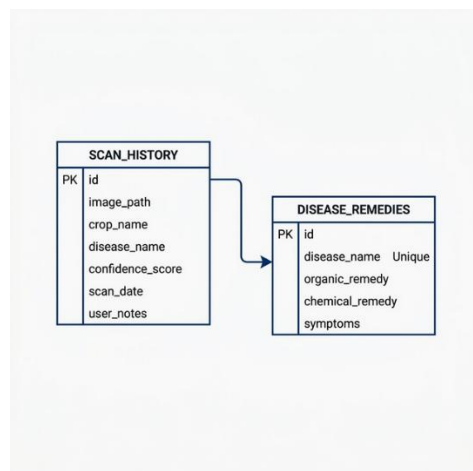 SCAN_HISTORY
PK id
image_path
crop_name
disease_name
confidence_score
scan_date
user_notes
DISEASE_REMEDIES
PK id
disease_name Unique
organic_remedy
chemical_remedy
symptoms